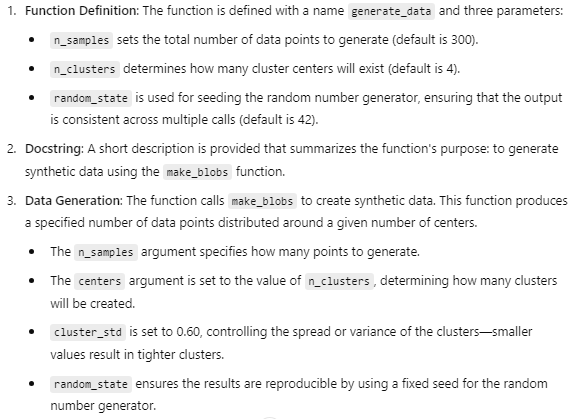 1. Function Definition: The function is defined with a name generate_data and three parameters:
• n_samples sets the total number of data points to generate (default is 300).
• n_clusters determines how many cluster centers will exist (default is 4).
• random_state is used for seeding the random number generator, ensuring that the output
is consistent across multiple calls (default is 42).
2. Docstring: A short description is provided that summarizes the function's purpose: to generate
synthetic data using the make_blobs function.
3. Data Generation: The function calls make_blobs to create synthetic data. This function produces
a specified number of data points distributed around a given number of centers.
• The n_samples argument specifies how many points to generate.
• The centers argument is set to the value of n_clusters, determining how many clusters
will be created.
• cluster_std is set to 0.60, controlling the spread or variance of the clusters—smaller
values result in tighter clusters.
• random_state ensures the results are reproducible by using a fixed seed for the random
number generator.